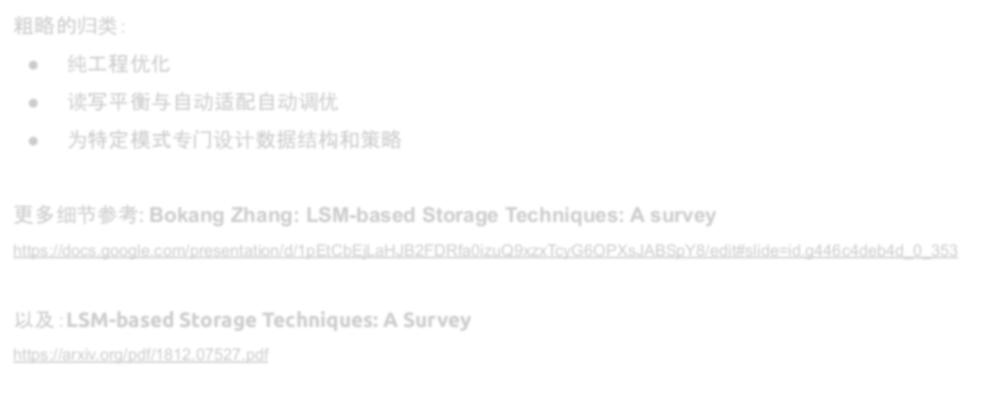 粗略的归类:
● 纯工程优化
● 读写平衡与自动适配自动调优
● 为特定模式专门设计数据结构和策略
更多细节参考: Bokang Zhang: LSM-based Storage Techniques: A survey
https://docs.google.com/presentation/d/1pEtCbEjLaHJB2FDRfa0izuQ9xzxTcyG6OPXsJABSpY8/edit#slide=id.g446c4deb4d_0_353
以及:LSM-based Storage Techniques: A Survey
https://arxiv.org/pdf/1812.07527.pdf